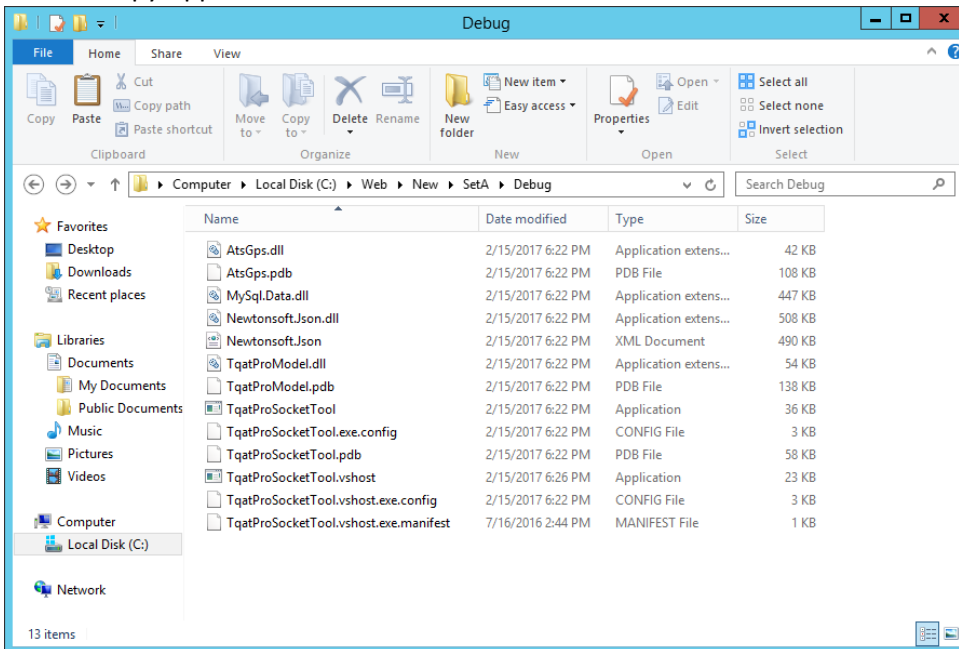 Debug
File Home Share View
Copy Paste Cut Copy path Paste shortcut
Move to Copy to Delete Rename
New folder New item Easy access
Properties Open Edit
Select all Select none Invert selection
Clipboard Organize New Open Select
Computer Local Disk (C:) Web New SetA Debug Search Debug
Favorites
Desktop
Downloads
Recent places
Libraries
Documents
My Documents
Public Documents
Music
Pictures
Videos
Computer
Local Disk (C:)
Network
Name Date modified Type Size
AtsGps.dll 2/15/2017 6:22 PM Application extens... 42 KB
AtsGps.pdb 2/15/2017 6:22 PM PDB File 108 KB
MySql.Data.dll 2/15/2017 6:22 PM Application extens... 447 KB
Newtonsoft.Json.dll 2/15/2017 6:22 PM Application extens... 508 KB
Newtonsoft.Json 2/15/2017 6:22 PM XML Document 490 KB
TqatProModel.dll 2/15/2017 6:22 PM Application extens... 54 KB
TqatProModel.pdb 2/15/2017 6:22 PM PDB File 138 KB
TqatProSocketTool 2/15/2017 6:22 PM Application 36 KB
TqatProSocketTool.exe.config 2/15/2017 6:22 PM CONFIG File 3 KB
TqatProSocketTool.pdb 2/15/2017 6:22 PM PDB File 58 KB
TqatProSocketTool.vshost 2/15/2017 6:26 PM Application 23 KB
TqatProSocketTool.vshost.exe.config 2/15/2017 6:22 PM CONFIG File 3 KB
TqatProSocketTool.vshost.exe.manifest 7/16/2016 2:44 PM MANIFEST File 1 KB
13 items